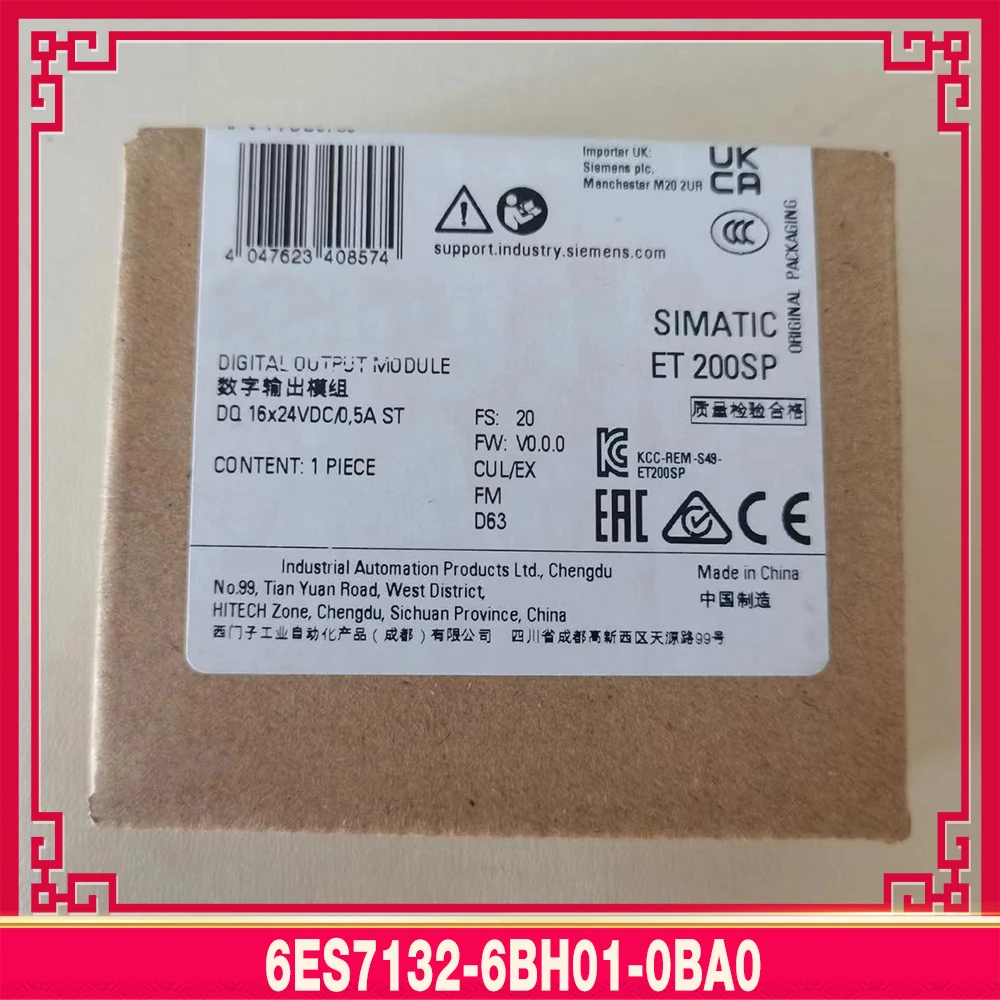 4 047623 408574
Importer UK:
Siemens plc,
Manchester M20 2UR
UK
CA
CCC
support.industry.siemens.com
ORIGINAL PACKAGING
SIMATIC
ET 200SP
DIGITAL OUTPUT MODULE
数字输出模组
DQ 16x24VDC/0,5A ST
CONTENT: 1 PIECE
FS: 20
FW: V0.0.0
CUL/EX
FM
D63
质量检验合格
KCC-REM-S49-
ET200SP
EAC
CE
Industrial Automation Products Ltd., Chengdu
No.99, Tian Yuan Road, West District,
HITECH Zone, Chengdu, Sichuan Province, China
西门子工业自动化产品(成都)有限公司 四川省成都高新西区天源路99号
Made in China
中国制造
6ES7132-6BH01-0BA0